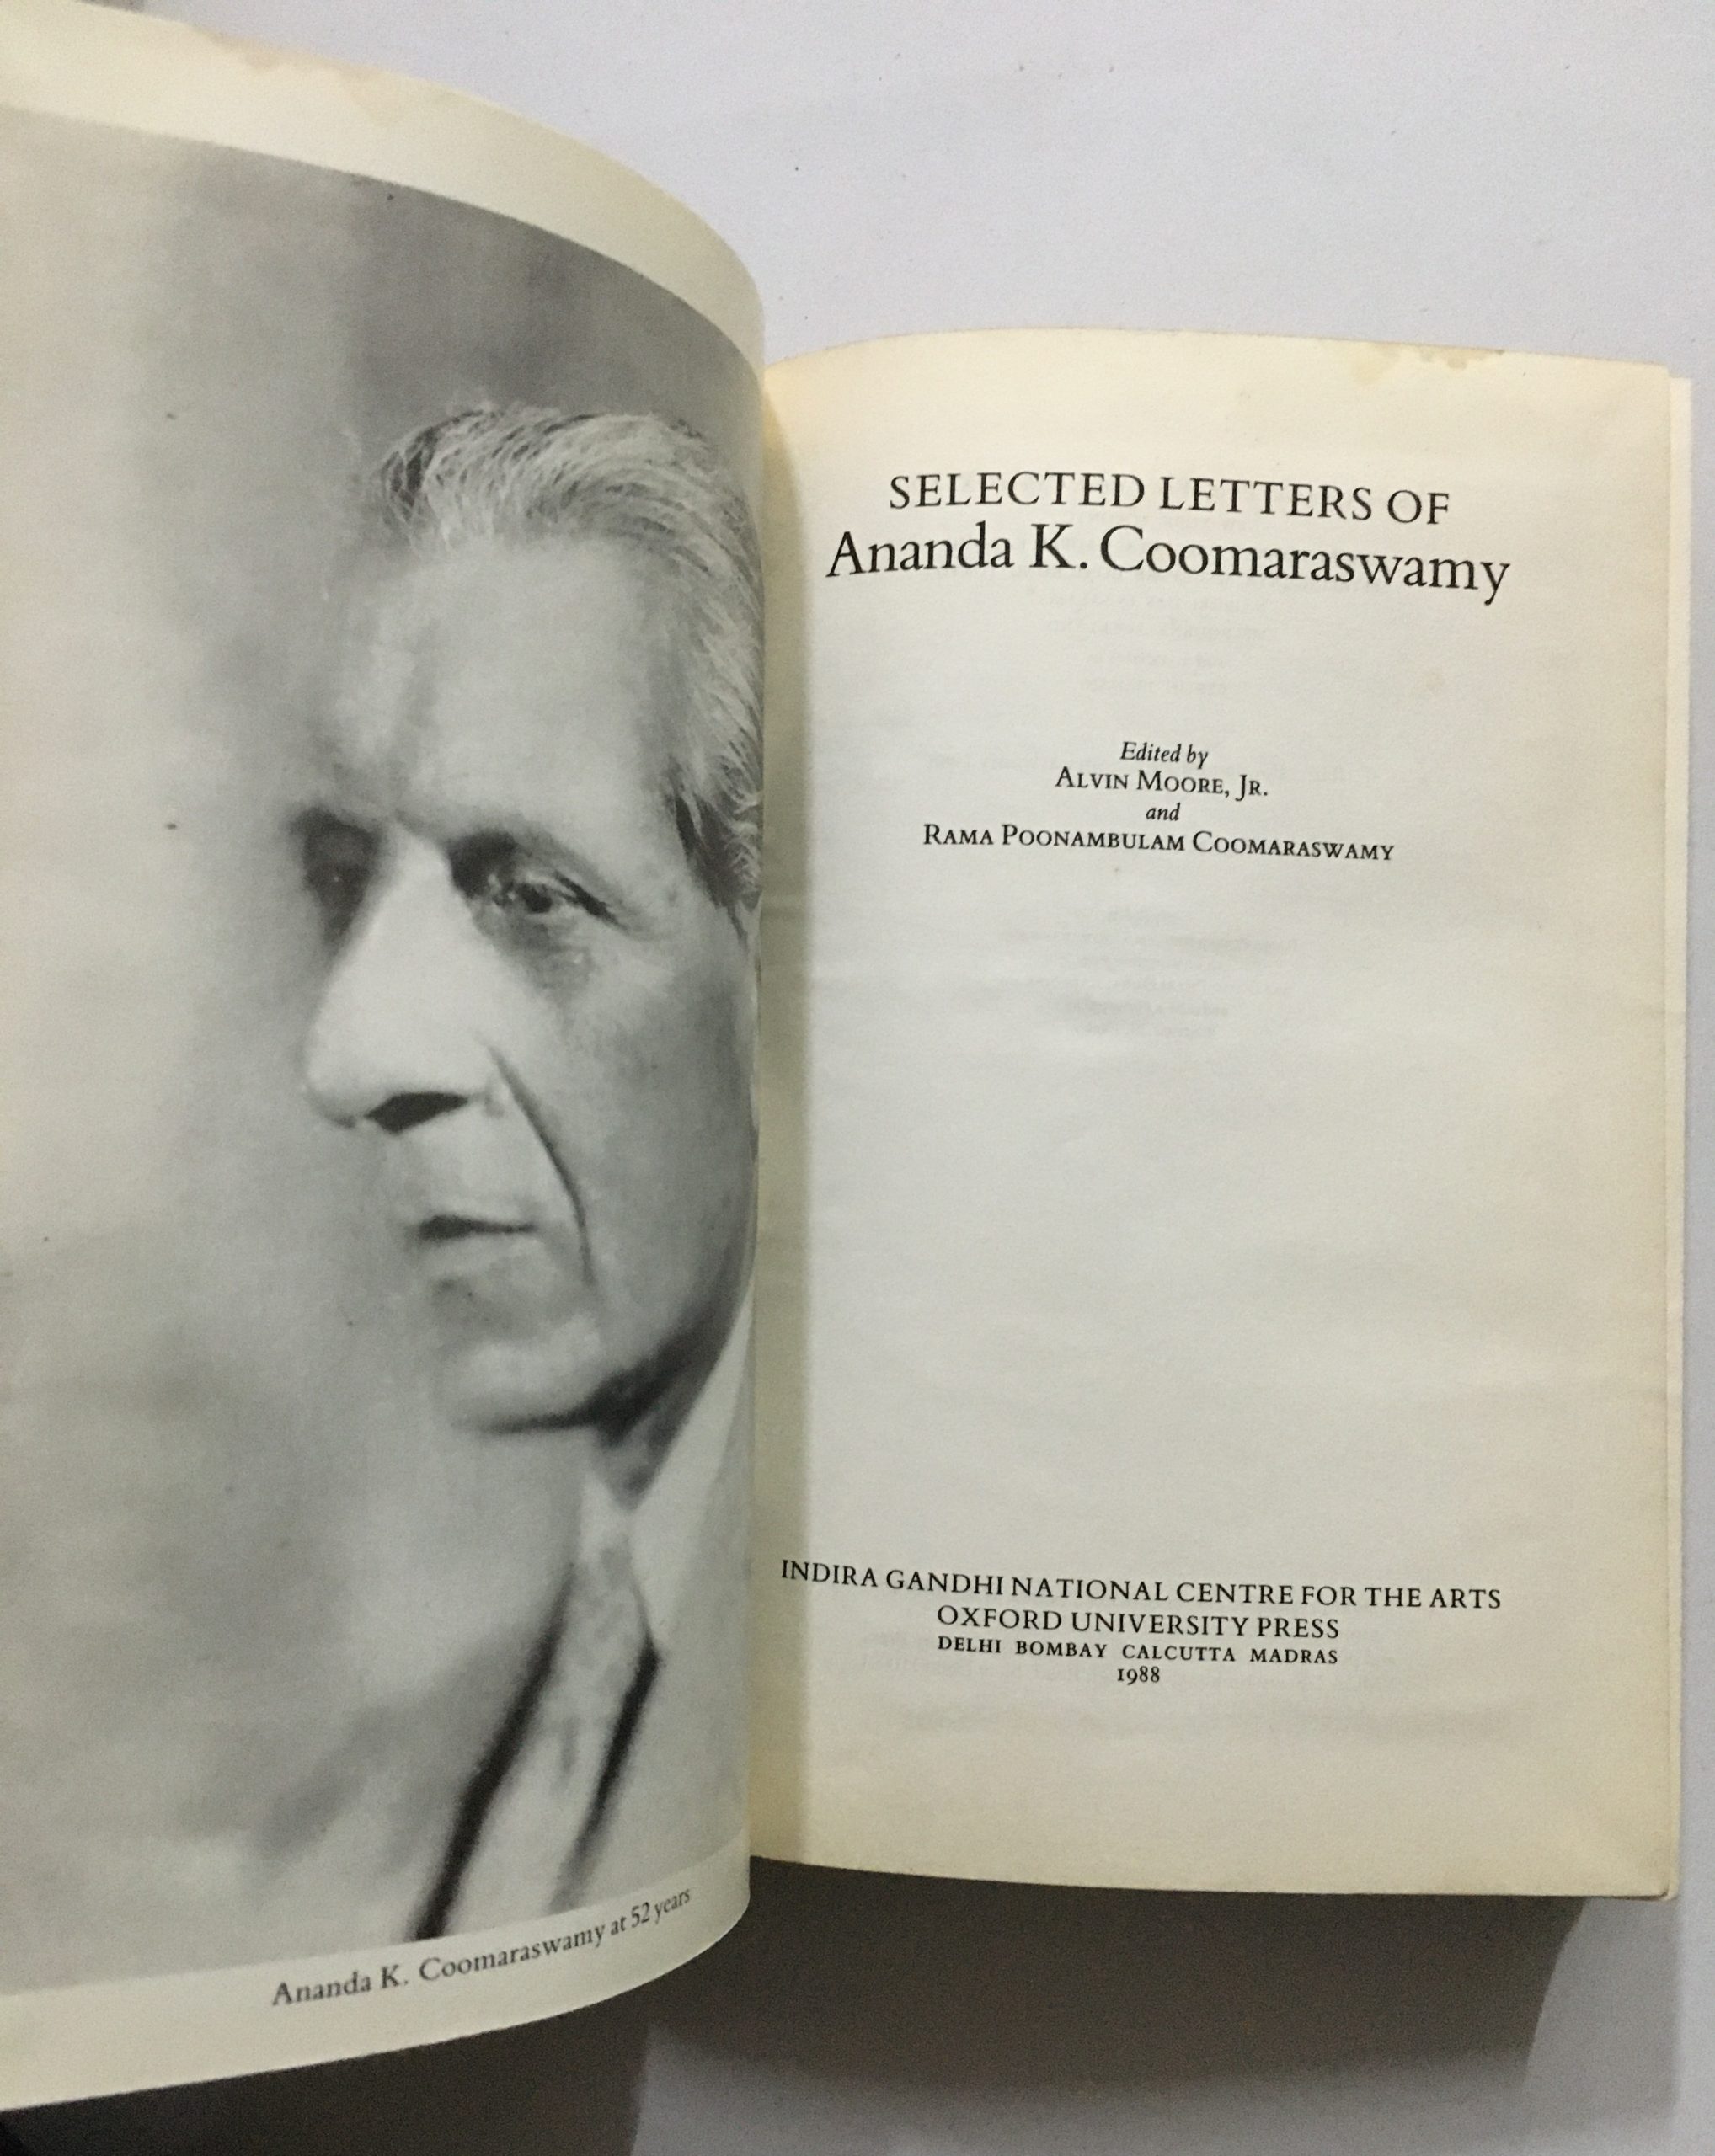 Ananda K. Coomaraswamy at 52 years
SELECTED LETTERS OF
Ananda K. Coomaraswamy
Edited by
ALVIN MOORE, JR.
and
RAMA POONAMBULAM COOMARASWAMY
INDIRA GANDHI NATIONAL CENTRE FOR THE ARTS
OXFORD UNIVERSITY PRESS
DELHI BOMBAY CALCUTTA MADRAS
1988